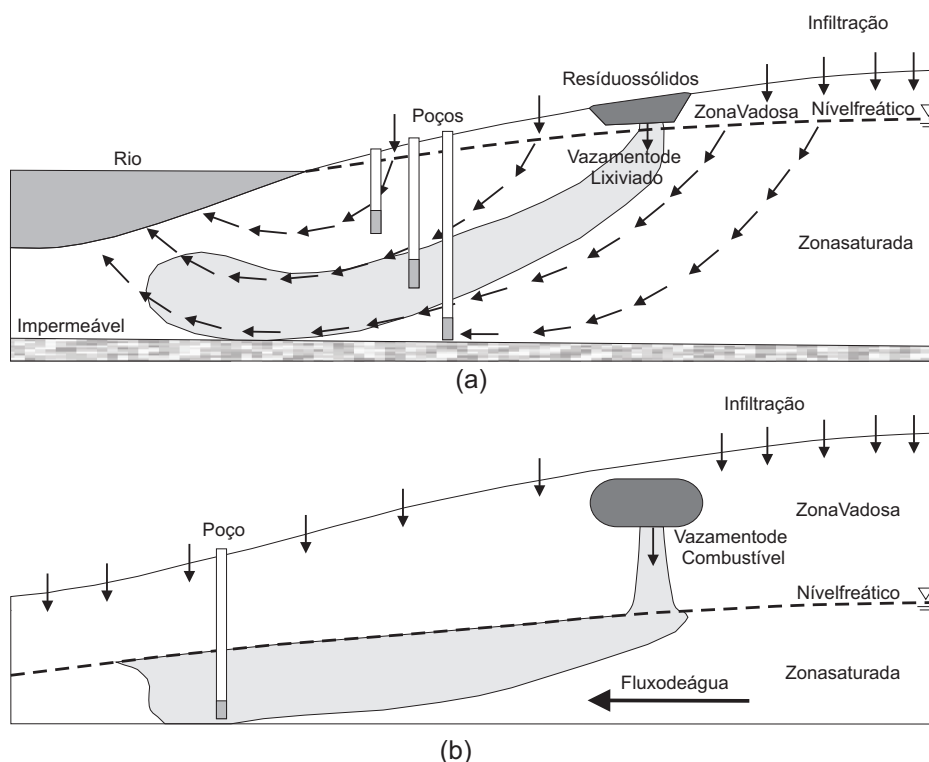 Infiltração
Resíduossólidos
Poços
ZonaVadosa
Nívelfreático
Rio
Vazamentode
Lixiviado
Zonasaturada
Impermeável
(a)
Infiltração
ZonaVadosa
Poço
Vazamentode
Combustível
Nívelfreático
Zonasaturada
Fluxodeágua
(b)